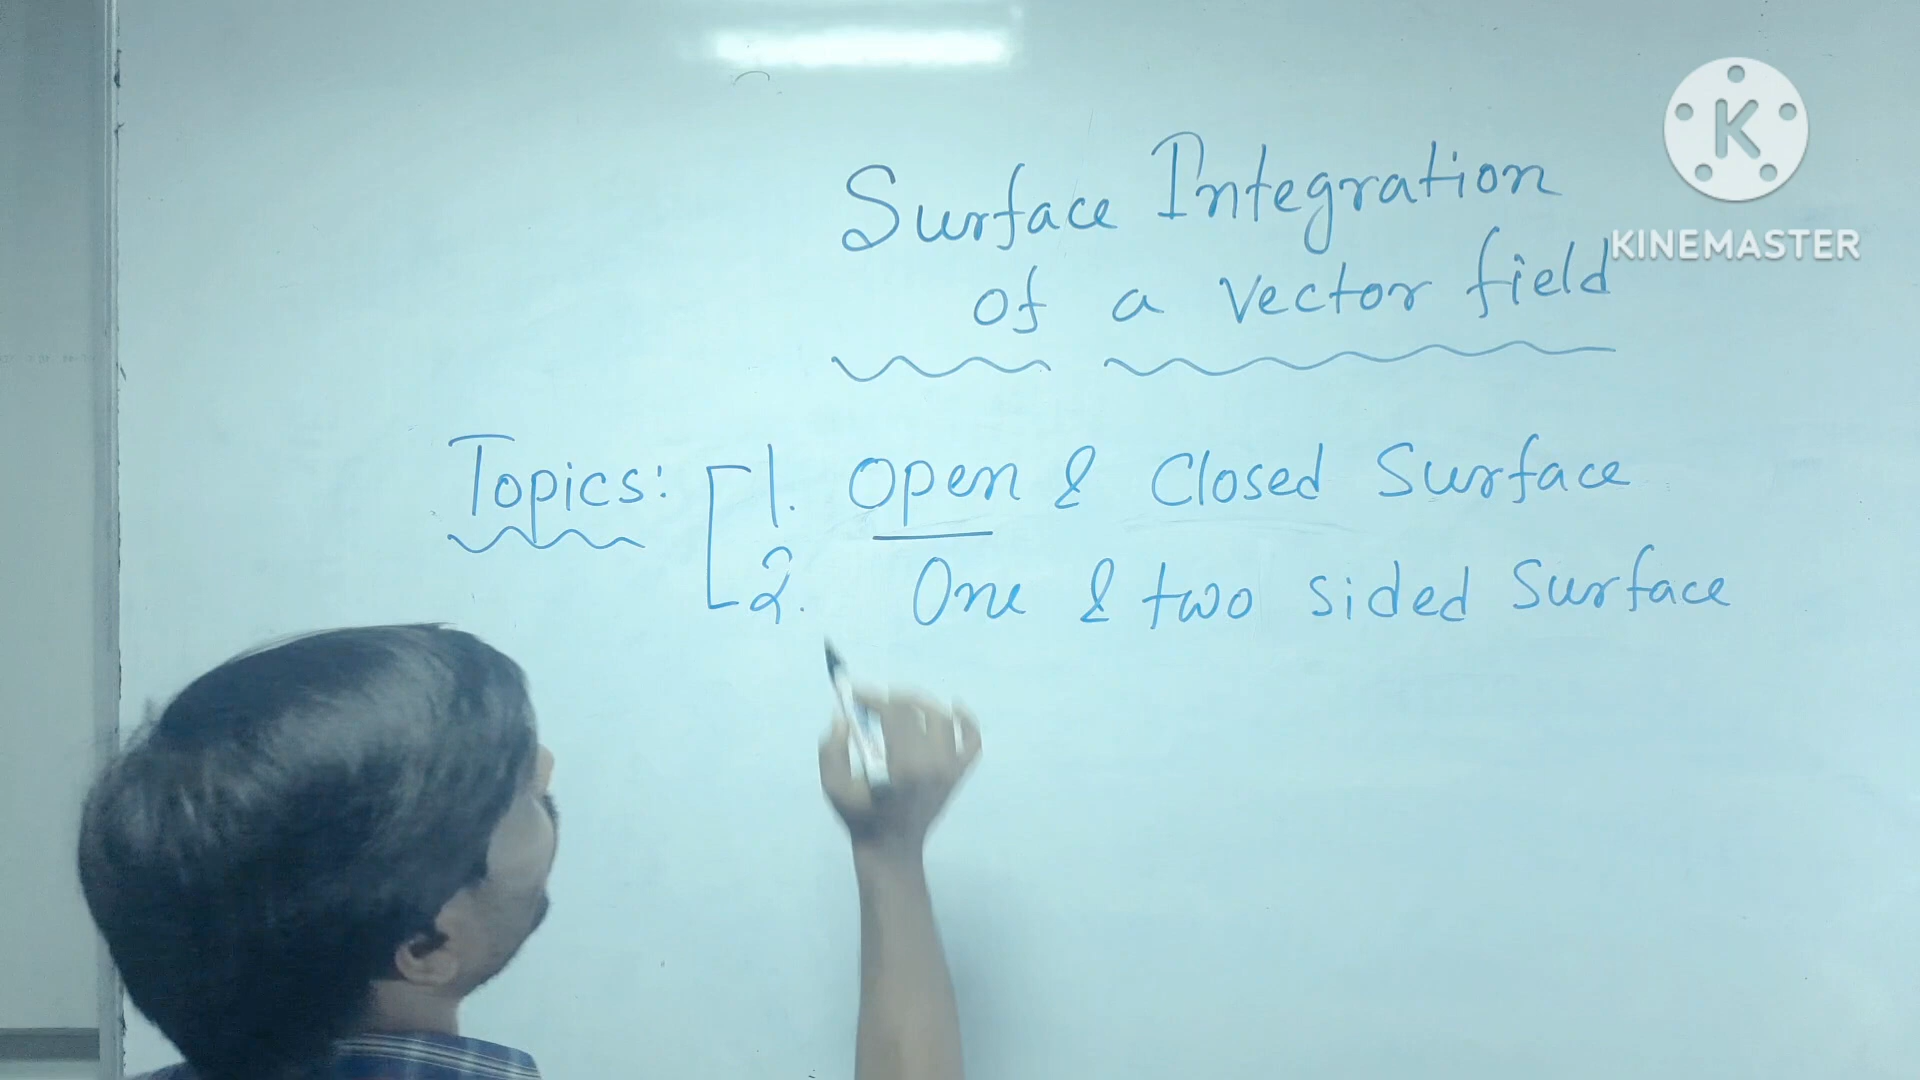 Surface Integration
of a vector field
Topics: 1. Open & Closed Surface
2. One & two sided Surface
K
KINEMASTER